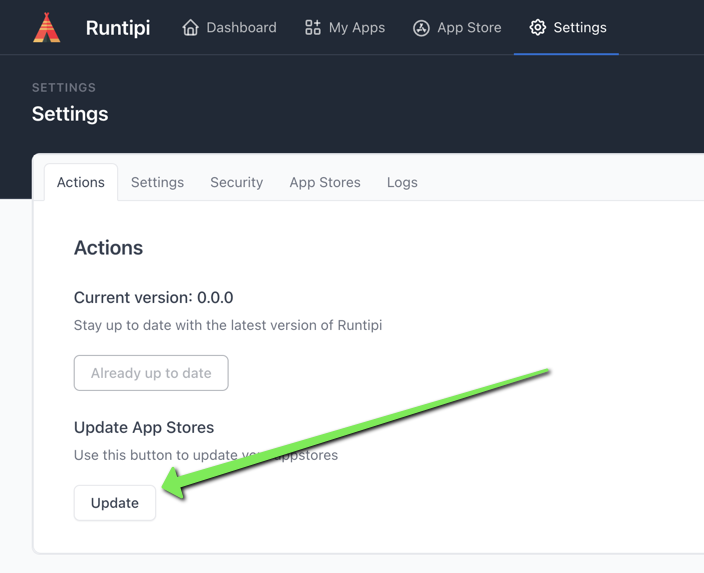 Runtipi Dashboard My Apps App Store Settings
SETTINGS
Settings
Actions Settings Security App Stores Logs
Actions
Current version: 0.0.0
Stay up to date with the latest version of Runtipi
Already up to date
Update App Stores
Use this button to update your appstores
Update